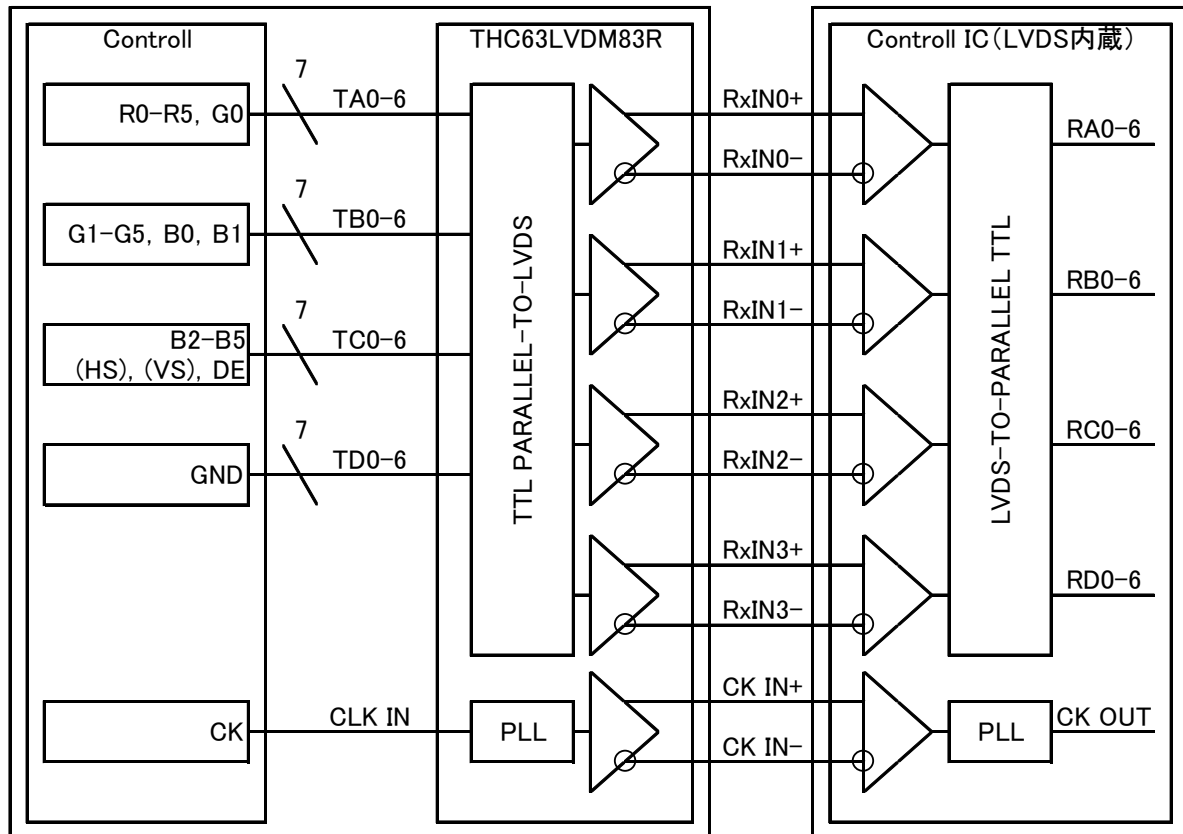 Controll
THC63LVDM83R
Controll IC(LVDS内蔵)
R0-R5, G0
7
TA0-6
G1-G5, B0, B1
7
TB0-6
B2-B5
(HS), (VS), DE
7
TC0-6
GND
7
TD0-6
CK
CLK IN
TTL PARALLEL-TO-LVDS
PLL
RxIN0+
RxIN0-
RxIN1+
RxIN1-
RxIN2+
RxIN2-
RxIN3+
RxIN3-
CK IN+
CK IN-
LVDS-TO-PARALLEL TTL
PLL
RA0-6
RB0-6
RC0-6
RD0-6
CK OUT